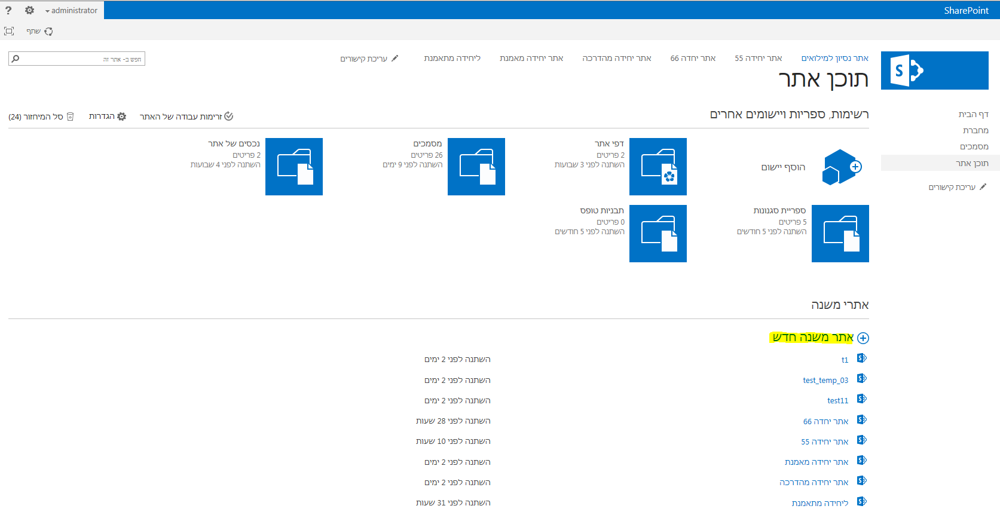 SharePoint
administrator
?
שתף
אתר נסיון למילואים
אתר יחידה 55
אתר יחדה 66
אתר יחידה מהדרכה
אתר יחידה מאמנת
ליחידה מתאמנת
עריכת קישורים
חפש ב- אתר זה
תוכן אתר
דף הבית
מחברת
מסמכים
תוכן אתר
עריכת קישורים
רשימות, ספריות ויישומים אחרים
זרימות עבודה של האתר
הגדרות
סל המיחזור (24)
הוסף יישום
דפי אתר
2 פריטים
השתנה לפני 3 שבועות
מסמכים
26 פריטים
השתנה לפני 9 ימים
נכסים של אתר
2 פריטים
השתנה לפני 4 שבועות
ספריית סגנונות
5 פריטים
השתנה לפני 5 חודשים
תבניות טופס
0 פריטים
השתנה לפני 5 חודשים
אתרי משנה
אתר משנה חדש
t1 השתנה לפני 2 ימים
test_temp_03 השתנה לפני 2 ימים
test11 השתנה לפני 2 ימים
אתר יחדה 66 השתנה לפני 28 שעות
אתר יחידה 55 השתנה לפני 10 שעות
אתר יחידה מאמנת השתנה לפני 2 ימים
אתר יחידה מהדרכה השתנה לפני 2 ימים
ליחידה מתאמנת השתנה לפני 31 שעות